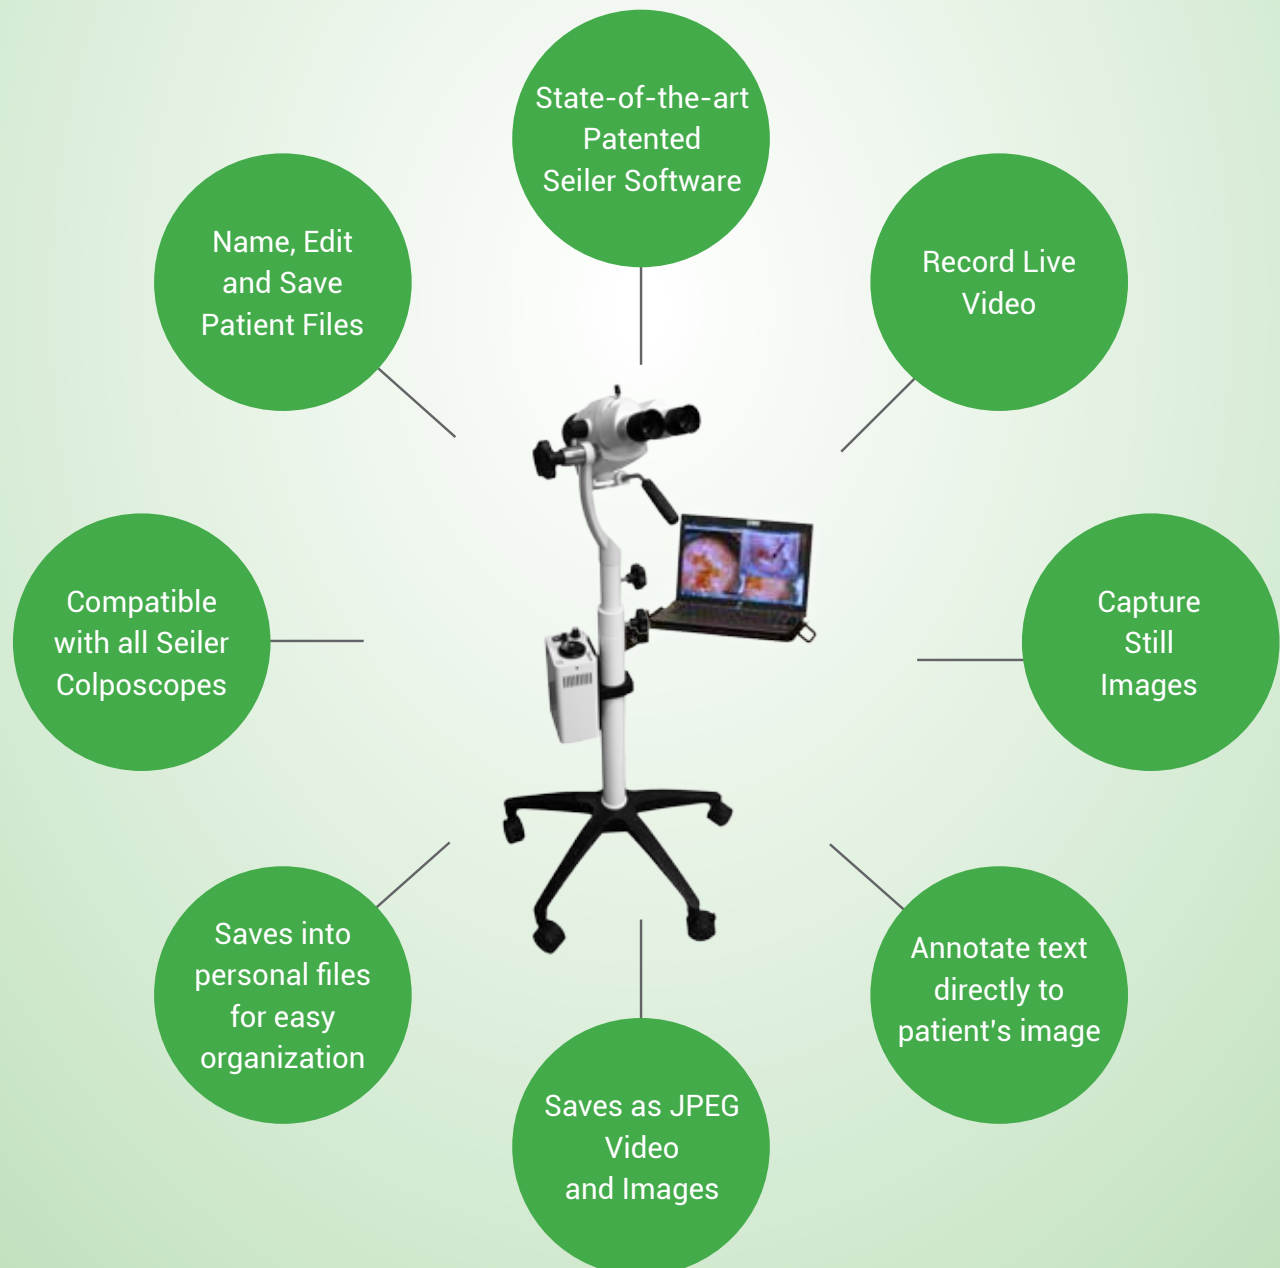 State-of-the-art
Patented
Seiler Software
Name, Edit
and Save
Patient Files
Record Live
Video
Compatible
with all Seiler
Colposcopes
Capture
Still
Images
Saves into
personal files
for easy
organization
Annotate text
directly to
patient's image
Saves as JPEG
Video
and Images